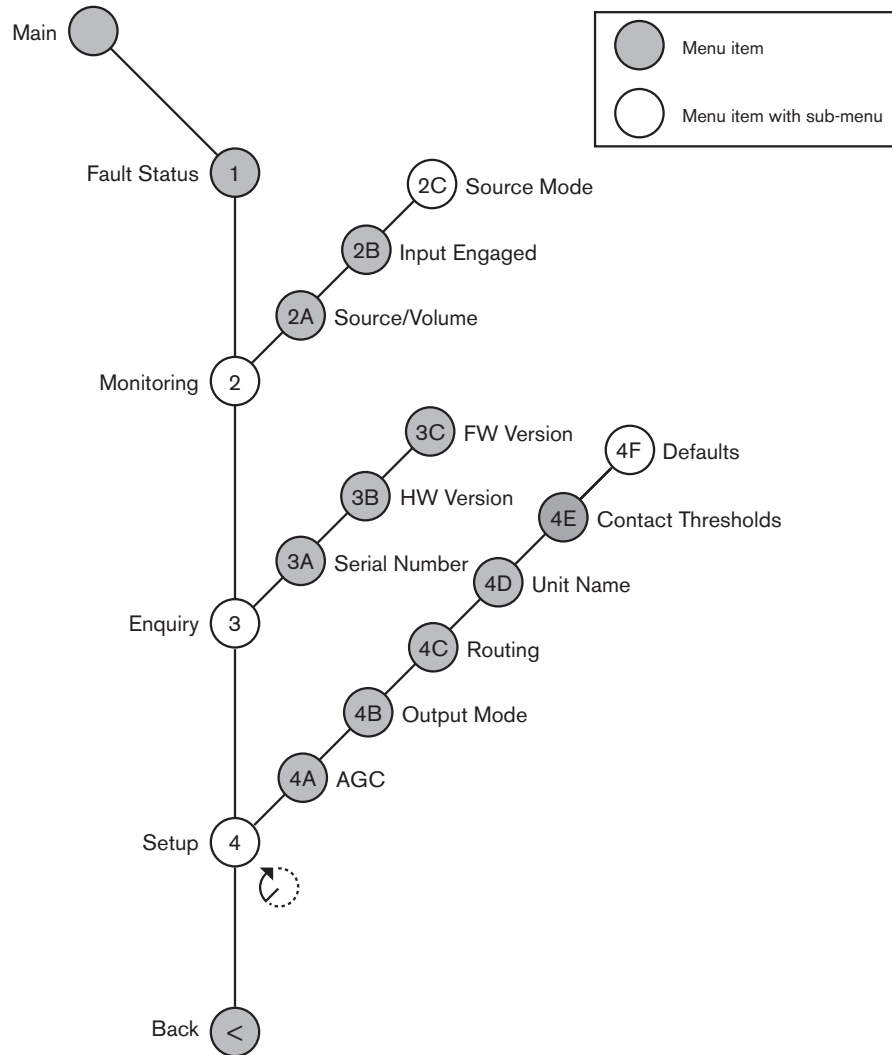 Main
Menu item
Menu item with sub-menu
Fault Status 1
2C Source Mode
2B Input Engaged
2A Source/Volume
Monitoring 2
3C FW Version
4F Defaults
3B HW Version
4E Contact Thresholds
3A Serial Number
4D Unit Name
Enquiry 3
4C Routing
4B Output Mode
4A AGC
Setup 4
Back <